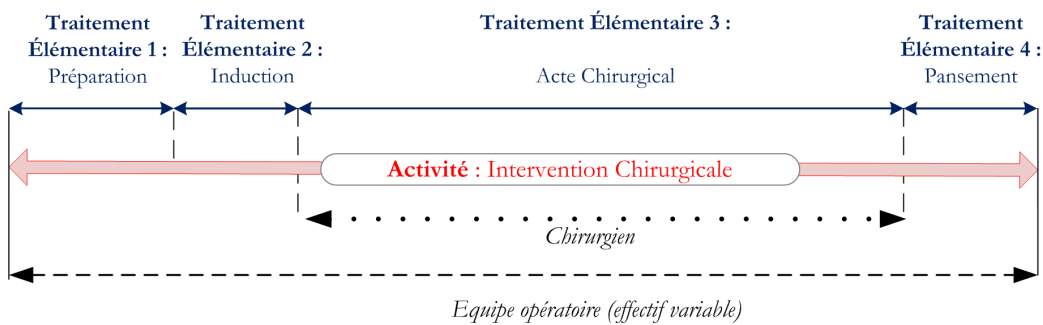 Traitement
Élémentaire 1 :
Préparation
Traitement
Élémentaire 2 :
Induction
Traitement Élémentaire 3 :
Acte Chirurgical
Traitement
Élémentaire 4 :
Pansement
Activité : Intervention Chirurgicale
Chirurgien
Equipe opératoire (effectif variable)